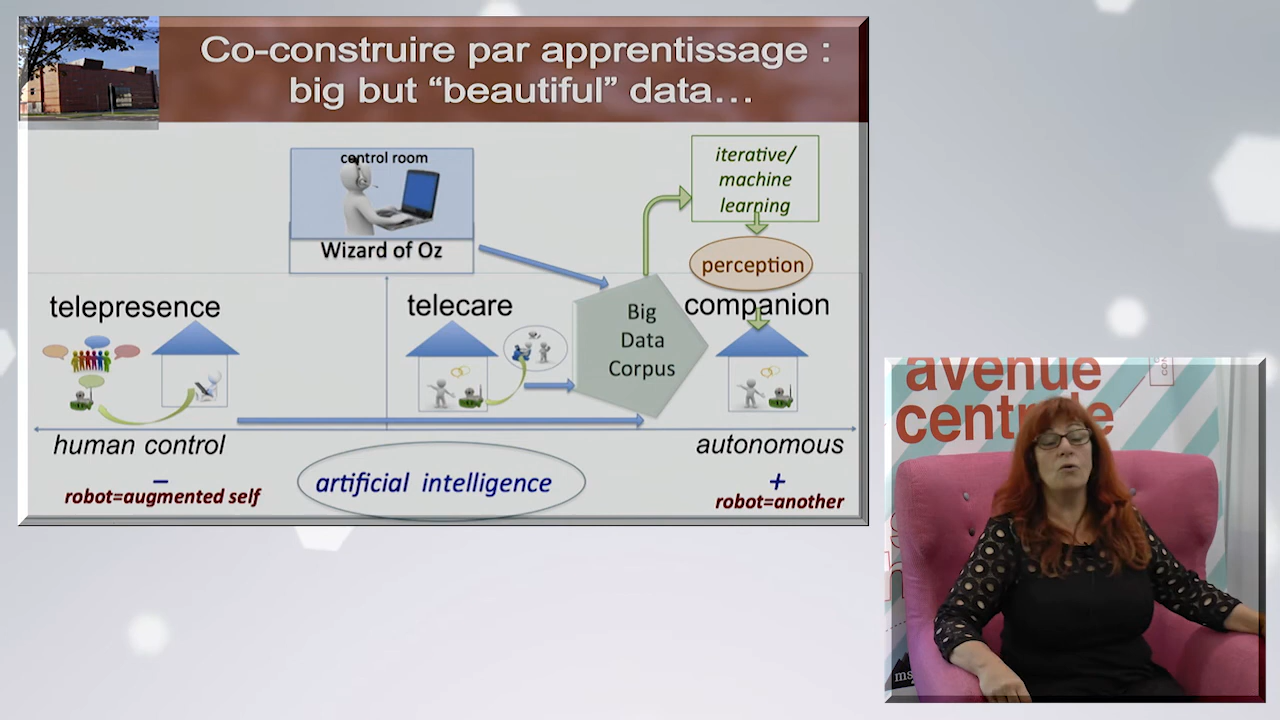 Co-construire par apprentissage :
big but “beautiful” data…
control room
Wizard of Oz
iterative/
machine
learning
perception
telepresence
telecare
companion
Big
Data
Corpus
human control
autonomous
–
robot=augmented self
artificial intelligence
+
robot=another
avenue
centrale